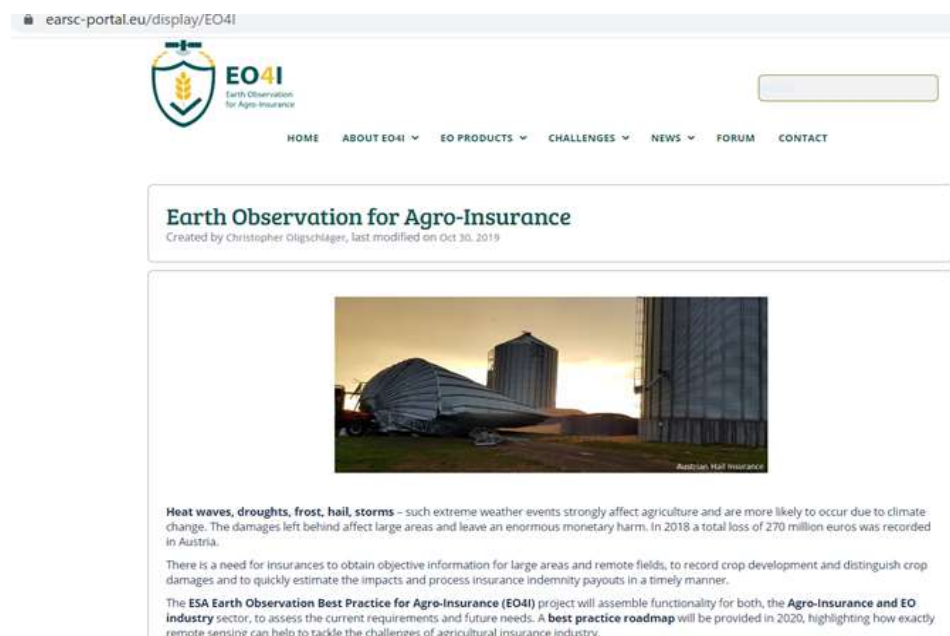 earsc-portal.eu/display/EO4I
EO4I
Earth Observation
for Agro-Insurance
HOME ABOUT EO4I EO PRODUCTS CHALLENGES NEWS FORUM CONTACT
Earth Observation for Agro-Insurance
Created by Christopher Oligschläger, last modified on Oct 30, 2019
Austrian Hail Insurance
Heat waves, droughts, frost, hail, storms – such extreme weather events strongly affect agriculture and are more likely to occur due to climate
change. The damages left behind affect large areas and leave an enormous monetary harm. In 2018 a total loss of 270 million euros was recorded
in Austria.
There is a need for insurances to obtain objective information for large areas and remote fields, to record crop development and distinguish crop
damages and to quickly estimate the impacts and process insurance indemnity payouts in a timely manner.
The ESA Earth Observation Best Practice for Agro-Insurance (EO4I) project will assemble functionality for both, the Agro-Insurance and EO
industry sector, to assess the current requirements and future needs. A best practice roadmap will be provided in 2020, highlighting how exactly
remote sensing can help to tackle the challenges of agricultural insurance industry.